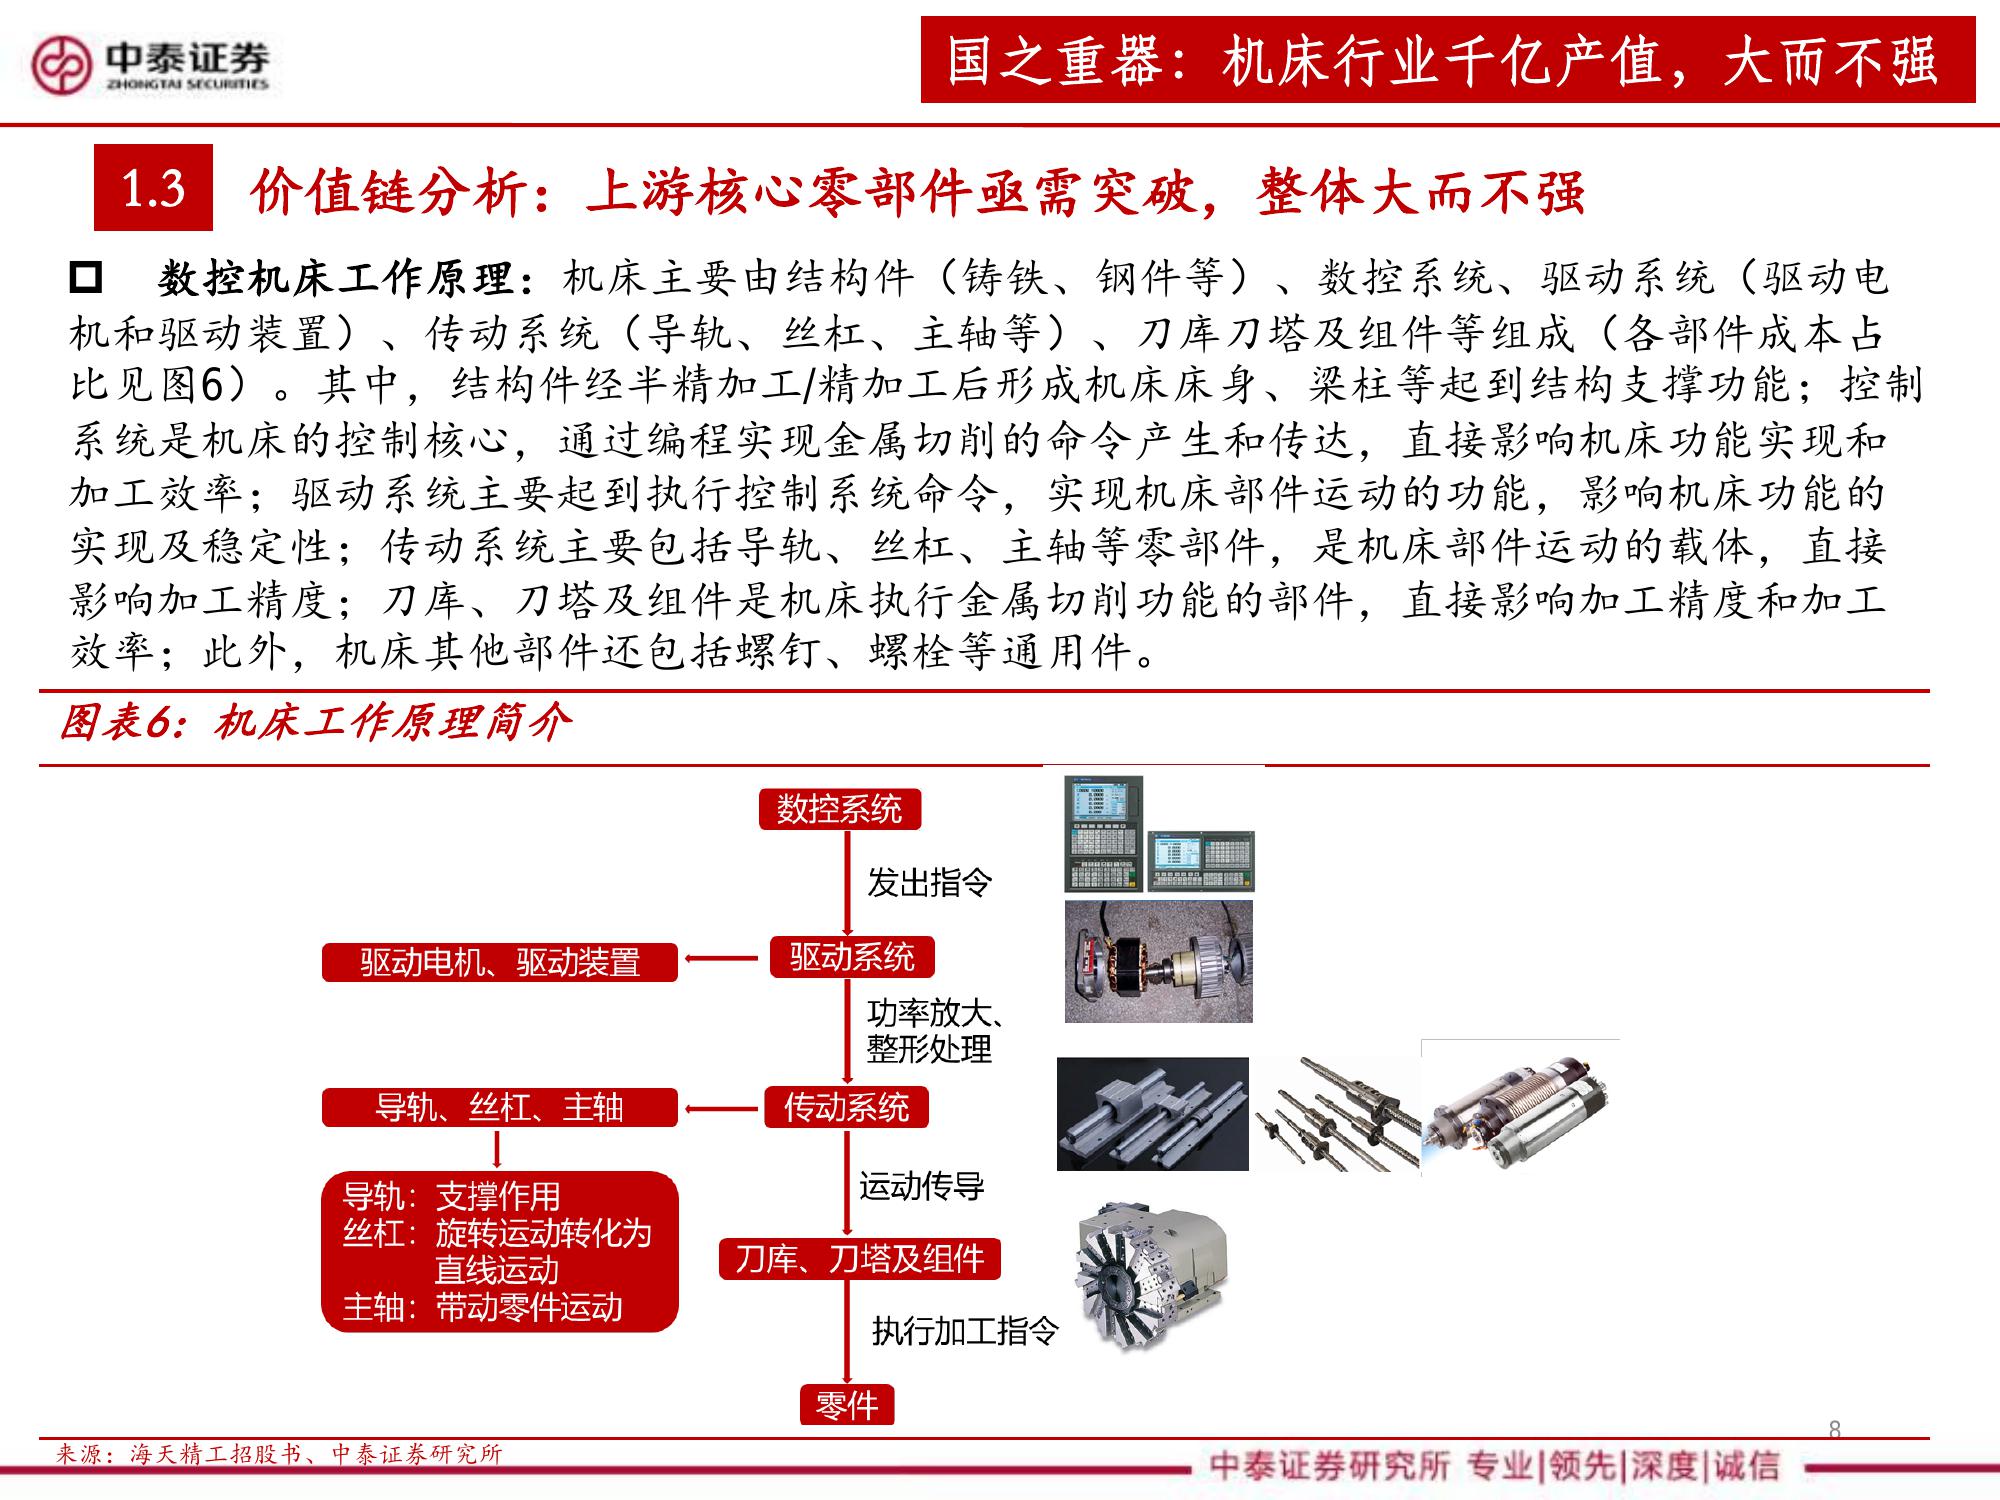 中泰证券
ZHONGTAI SECURITIES
国之重器：机床行业千亿产值，大而不强
1.3 价值链分析：上游核心零部件亟需突破，整体大而不强
数控机床工作原理：机床主要由结构件（铸铁、钢件等）、数控系统、驱动系统（驱动电
机和驱动装置）、传动系统（导轨、丝杠、主轴等）、刀库刀塔及组件等组成（各部件成本占
比见图6）。其中，结构件经半精加工/精加工后形成机床床身、梁柱等起到结构支撑功能；控制
系统是机床的控制核心，通过编程实现金属切削的命令产生和传达，直接影响机床功能实现和
加工效率；驱动系统主要起到执行控制系统命令，实现机床部件运动的功能，影响机床功能的
实现及稳定性；传动系统主要包括导轨、丝杠、主轴等零部件，是机床部件运动的载体，直接
影响加工精度；刀库、刀塔及组件是机床执行金属切削功能的部件，直接影响加工精度和加工
效率；此外，机床其他部件还包括螺钉、螺栓等通用件。
图表6：机床工作原理简介
数控系统
发出指令
驱动电机、驱动装置
驱动系统
功率放大、
整形处理
导轨、丝杠、主轴
传动系统
导轨：支撑作用
丝杠：旋转运动转化为
直线运动
主轴：带动零件运动
运动传导
刀库、刀塔及组件
执行加工指令
零件
8
来源：海天精工招股书、中泰证券研究所
中泰证券研究所 专业|领先|深度|诚信